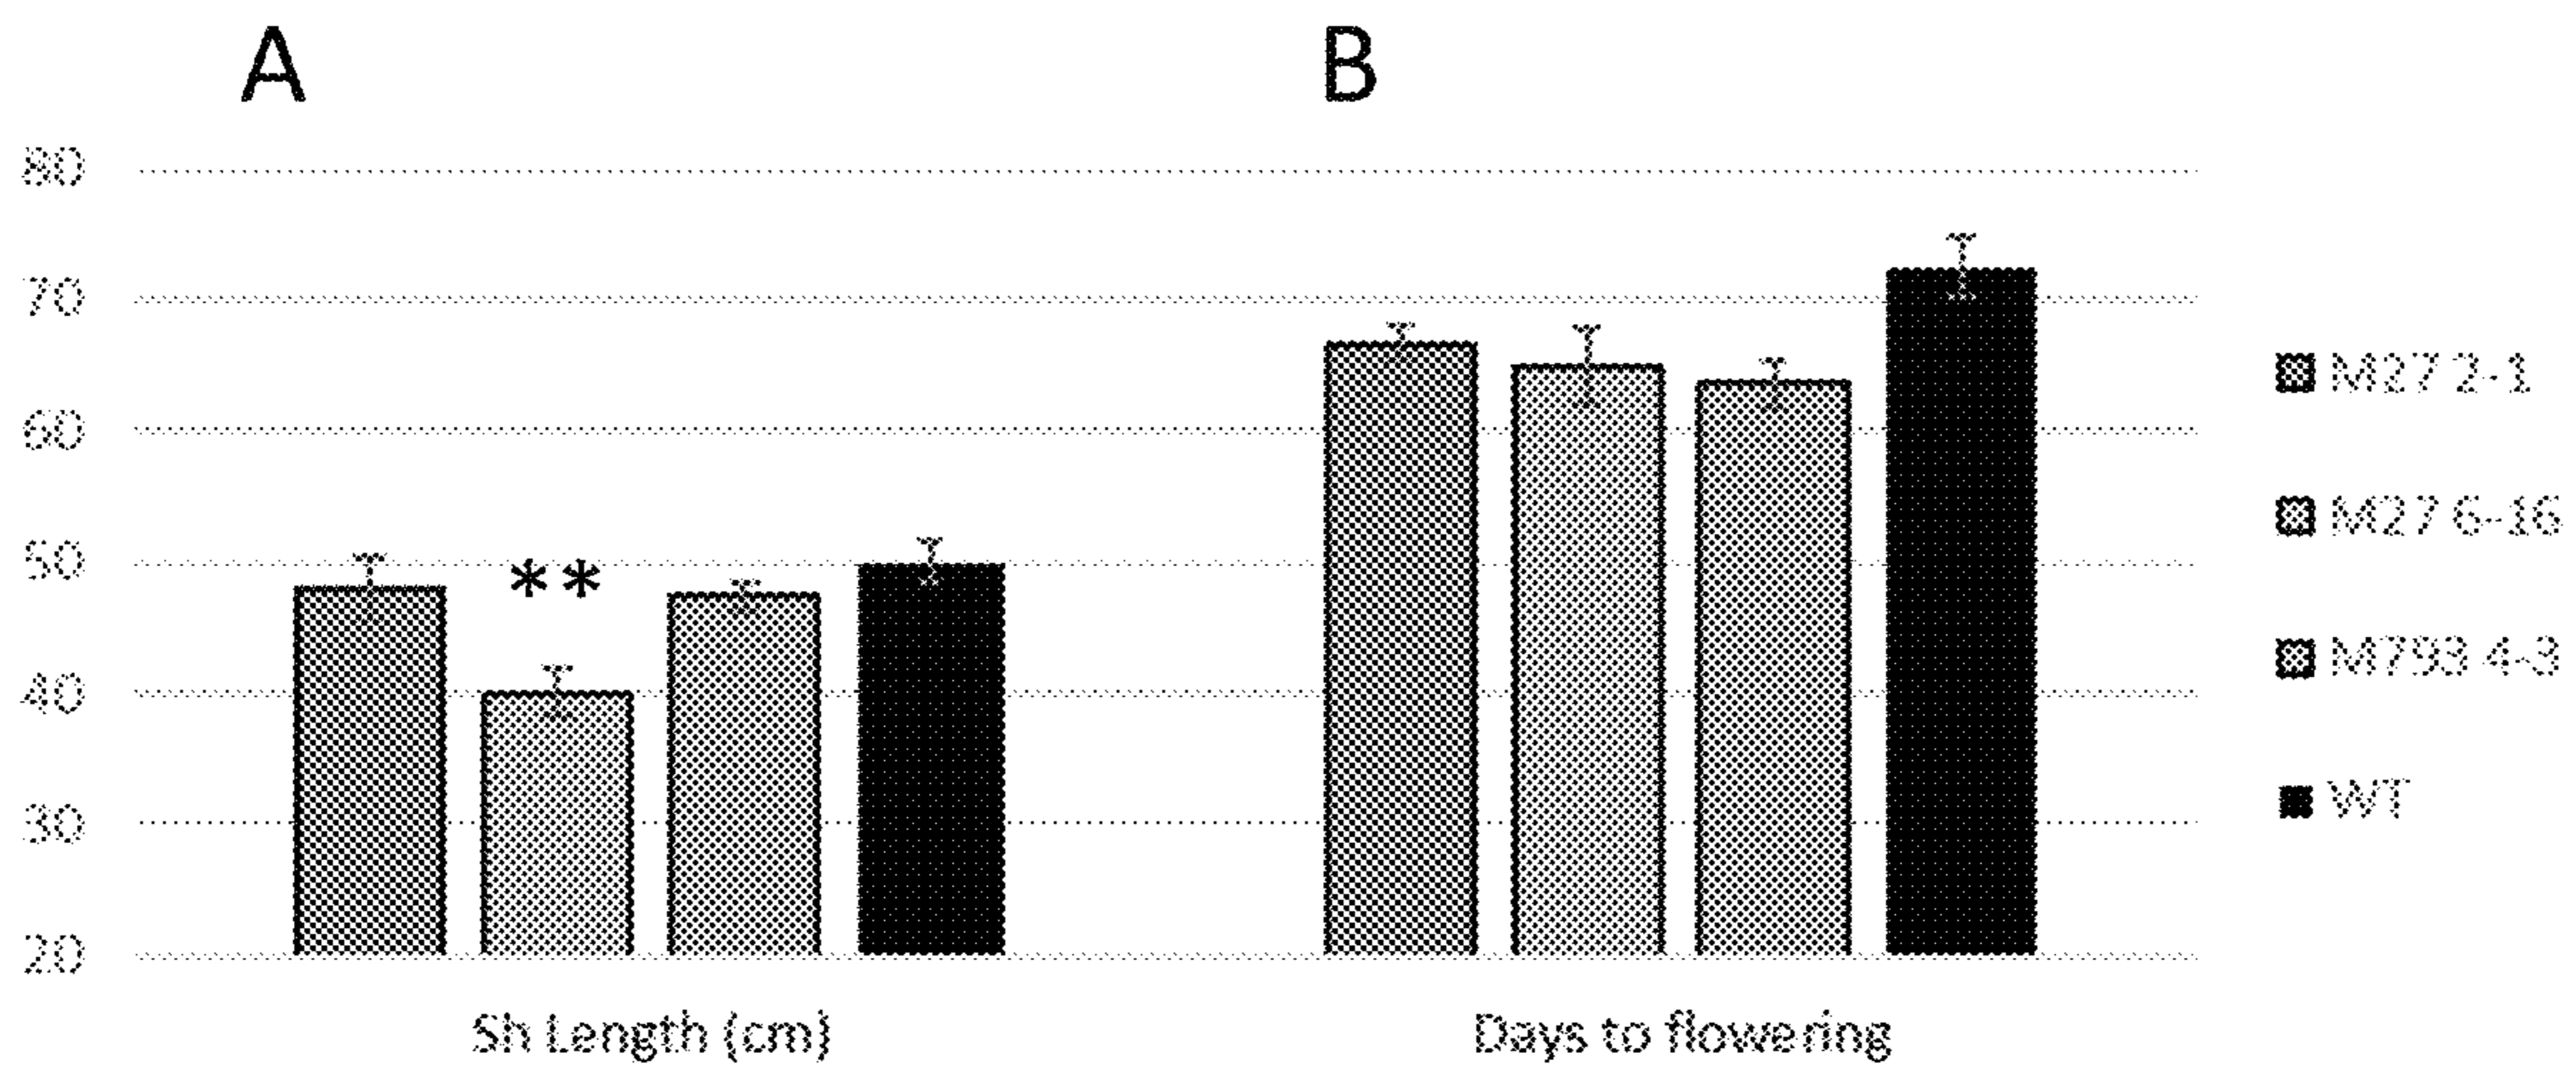 A
B
80
70
60
50
40
30
20
**
Sh Length (cm)
Days to flowering
M27 2-1
M27 6-16
M793 4-3
WT